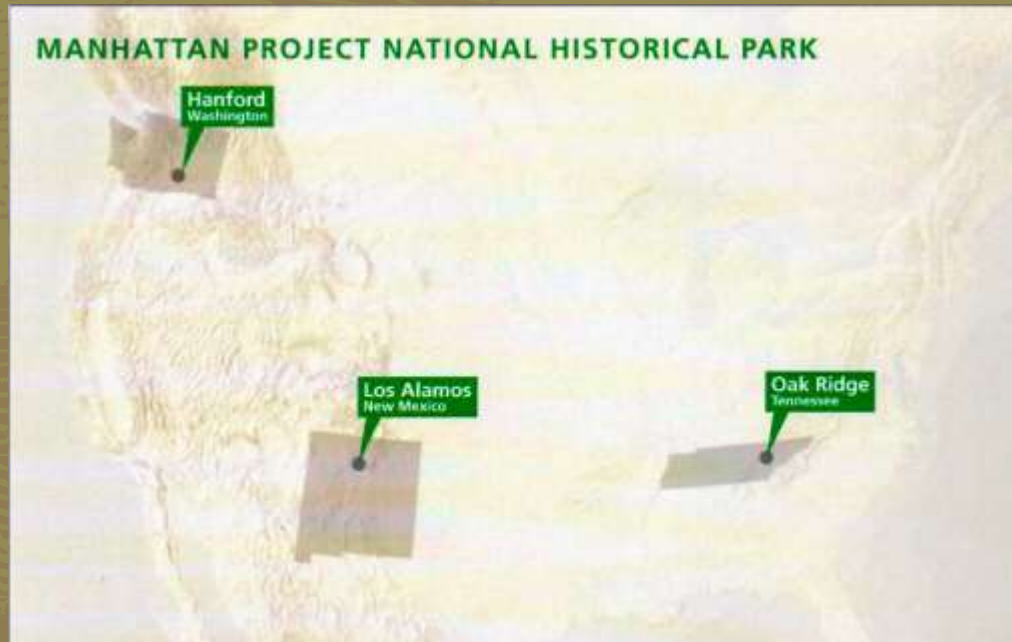 MANHATTAN PROJECT NATIONAL HISTORICAL PARK
Hanford
Washington
Los Alamos
New Mexico
Oak Ridge
Tennessee